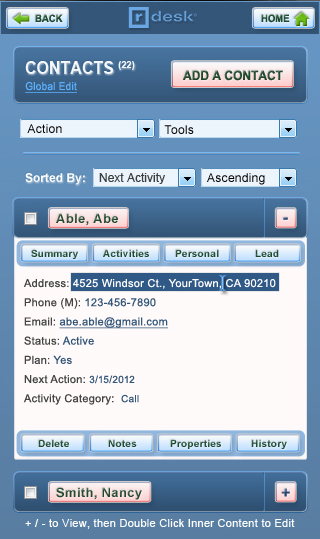 BACK
r desk
HOME
CONTACTS (22)
Global Edit
ADD A CONTACT
Action
Tools
Sorted By: Next Activity Ascending
Able, Abe
-
Summary Activities Personal Lead
Address: 4525 Windsor Ct., YourTown, CA 90210
Phone (M): 123-456-7890
Email: abe.able@gmail.com
Status: Active
Plan: Yes
Next Action: 3/15/2012
Activity Category: Call
Delete Notes Properties History
Smith, Nancy
+
+ / - to View, then Double Click Inner Content to Edit